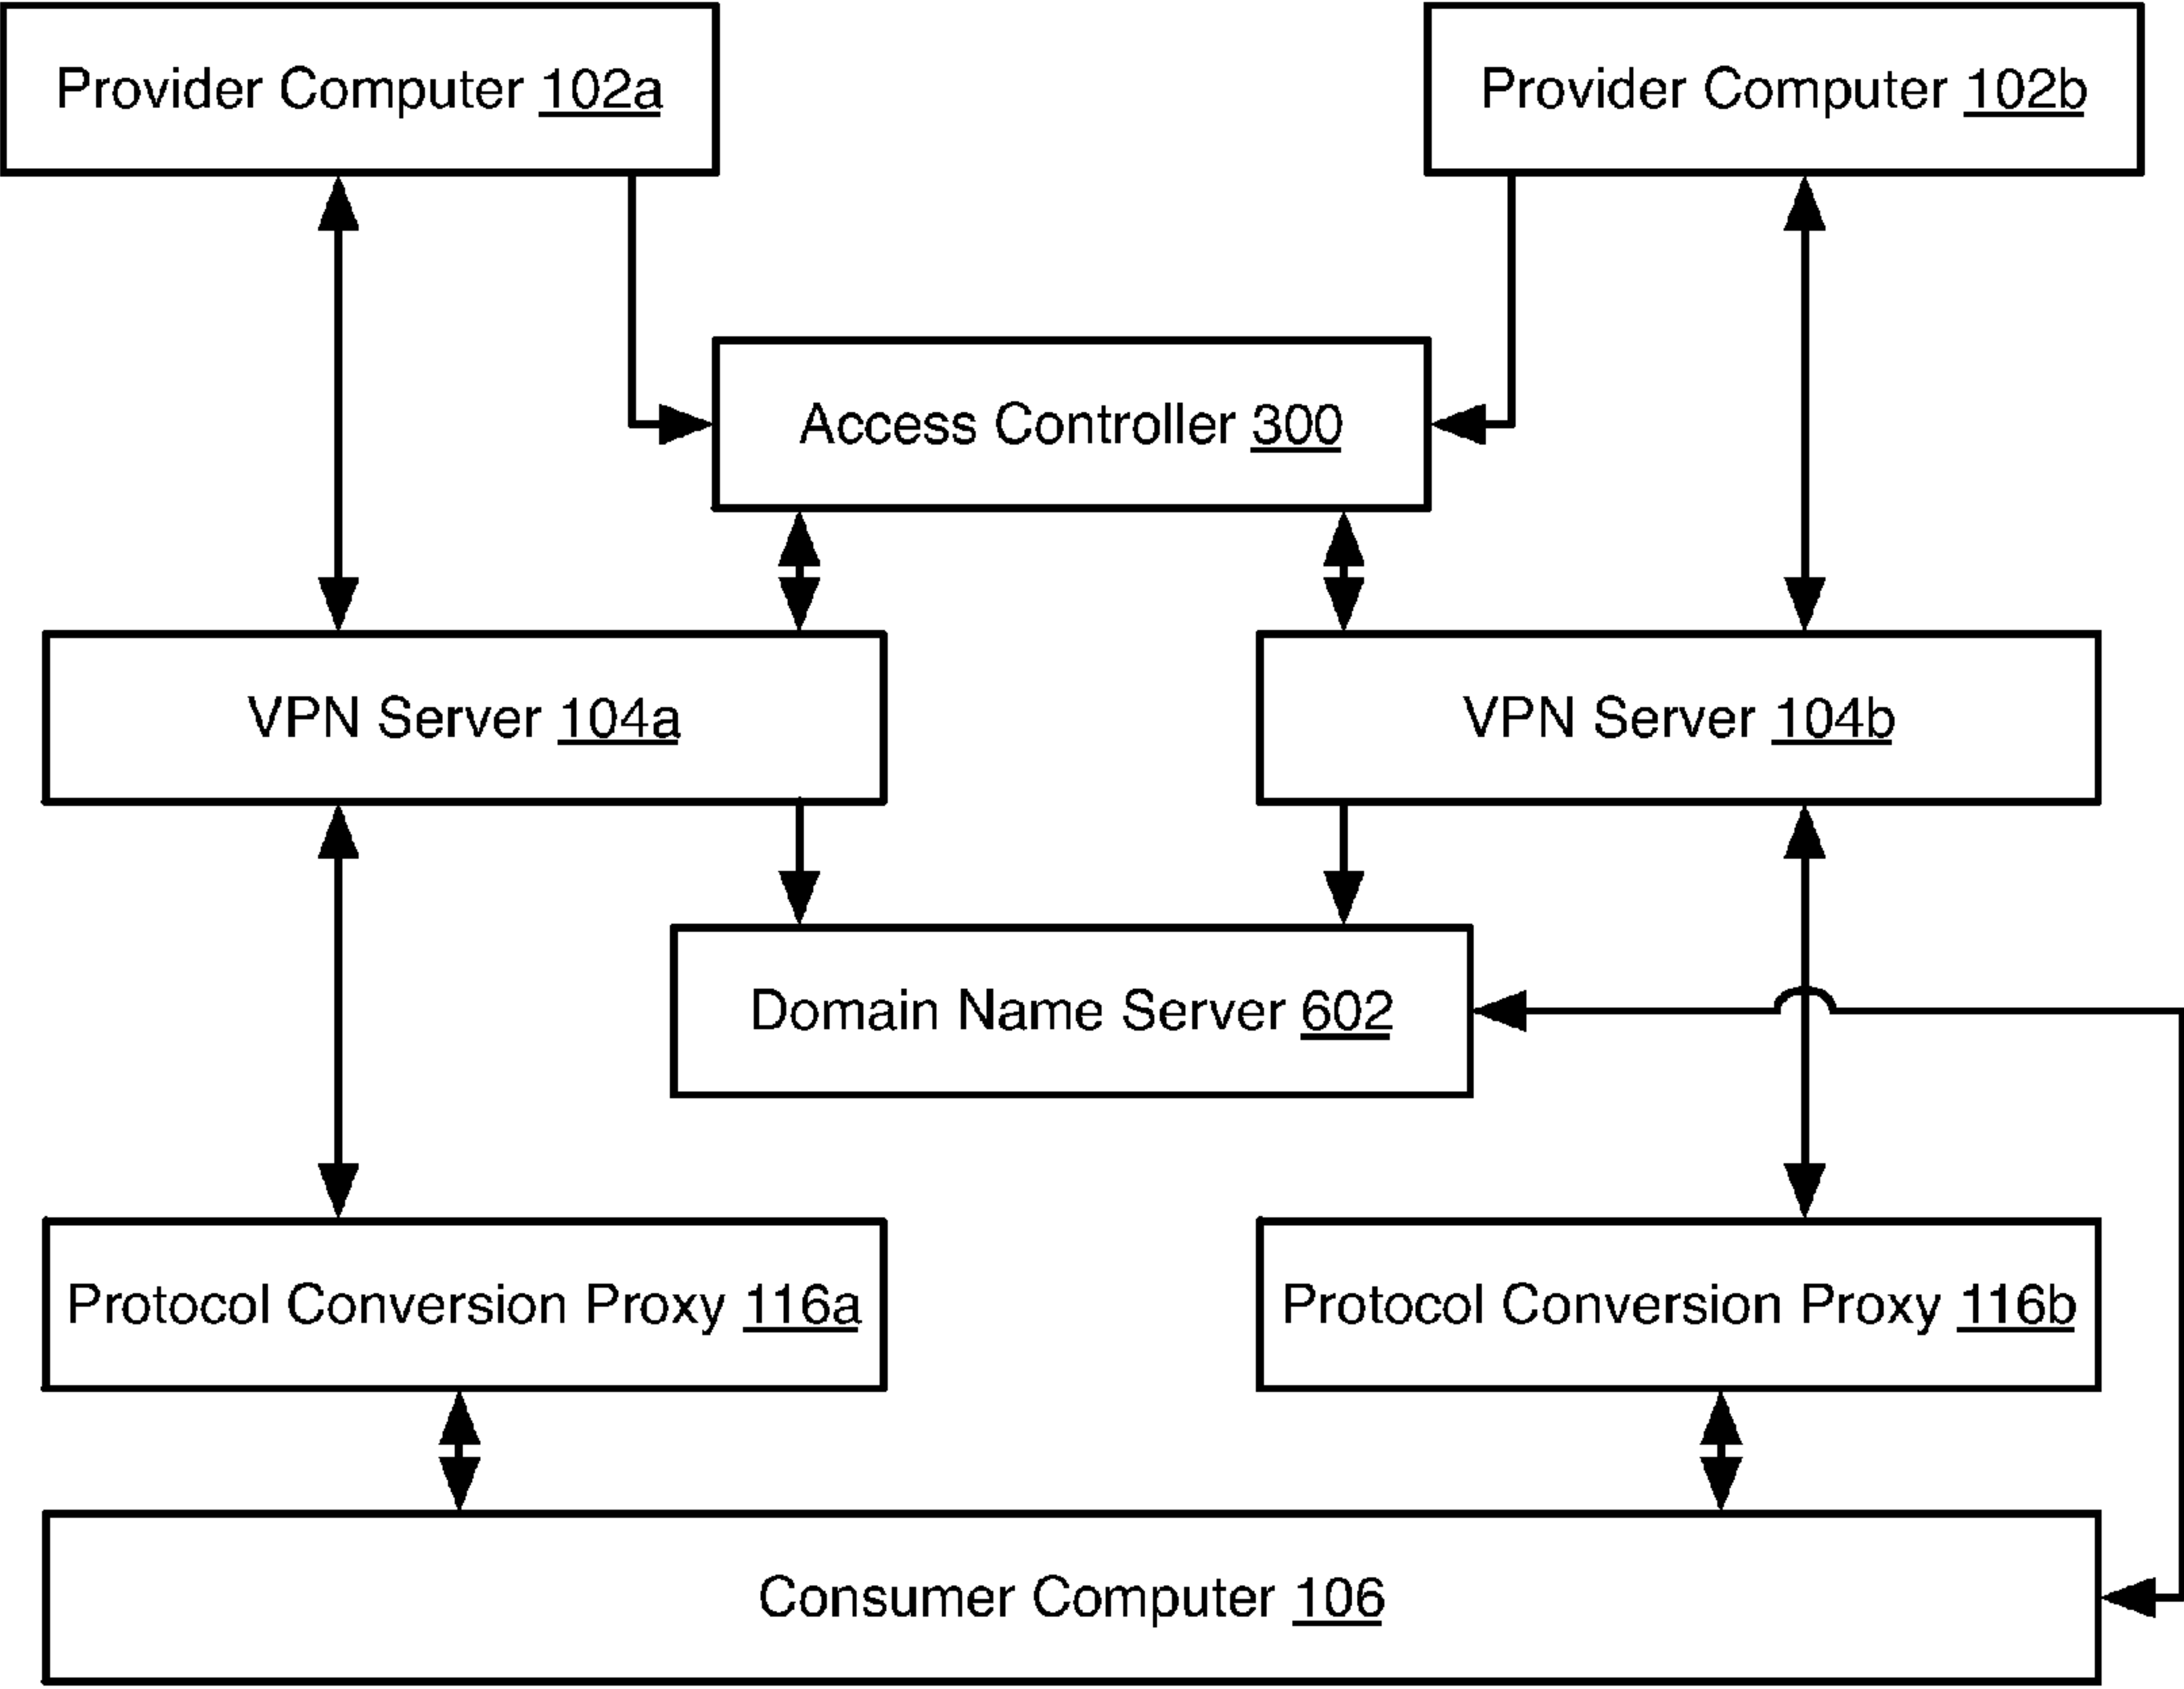 Provider Computer 102a
Provider Computer 102b
Access Controller 300
VPN Server 104a
VPN Server 104b
Domain Name Server 602
Protocol Conversion Proxy 116a
Protocol Conversion Proxy 116b
Consumer Computer 106